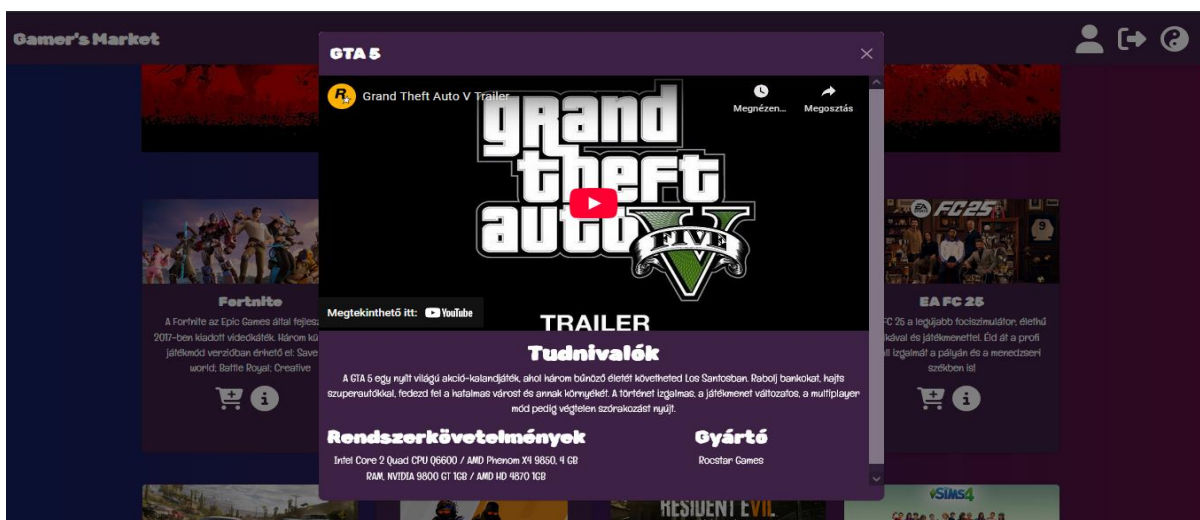 Gamer's Market
GTA 5
Grand Theft Auto V Trailer
Megnézen...
Megosztás
grand
theft
auto
FIVE
Megtekinthető itt: YouTube
TRAILER
Tudnivalók
A GTA 5 egy nyílt világú akció-kalandjáték, ahol három bűnöző életét követheted Los Santosban. Rabolj bankokat, hajts
szuperautókkal, fedezd fel a hatalmas várost és annak környékét. A történet izgalmas, a játékmenet változatos, a multiplayer
mód pedig végtelen szórakozást nyújt.
Rendszerkövetelmények
Intel Core 2 Quad CPU Q6600 / AMD Phenom X4 9850, 4 GB
RAM, NVIDIA 9800 GT 1GB / AMD HD 4870 1GB
Gyártó
Rocstar Games
Fortnite
A Fortnite az Epic Games által fejles
2017-ben kiadott videókáték. Három kü
játékmód verzióban érhető el: Save
world; Battle Royal; Creative
EA FC 25
EA SPORTS FC 25
9
FC 25 a legújabb fociszimulátor, élethű
kával és játékmenettel. Éld át a profi
izgalmát a pályán és a menedzseri
székben is!
RESIDENT EVIL
SIMS4